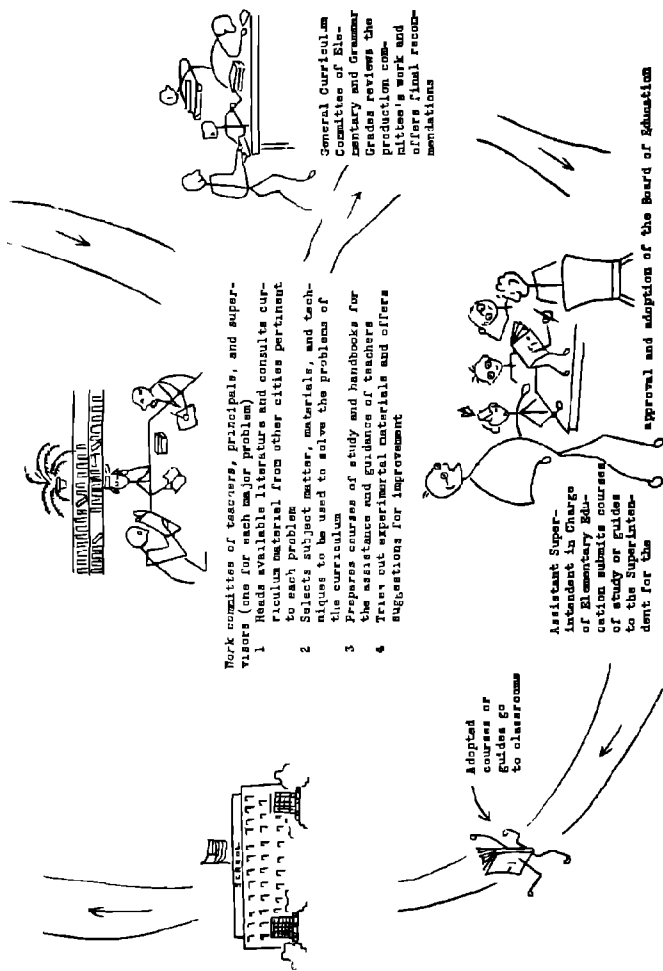 Work committee of teachers, principals, and super-
visors (one for each major problem)
1 Reads available literature and consults cur-
riculum material from other cities pertinent
to each problem
2 Selects subject matter, materials, and tech-
niques to be used to solve the problems of
the curriculum
3 Prepares courses of study and handbooks for
the assistance and guidance of teachers
4 Tries out experimental materials and offers
suggestions for improvement
General Curriculum
Committee of Ele-
mentary and Grammar
Grades reviews the
production com-
mittee's work and
offers final recom-
mendations
Assistant Super-
intendent in Charge
of Elementary Edu-
cation submits courses
of study or guides
to the Superinten-
dent for the
approval and adoption of the Board of Education
Adopted
courses or
guides go
to classrooms
SCHOOL